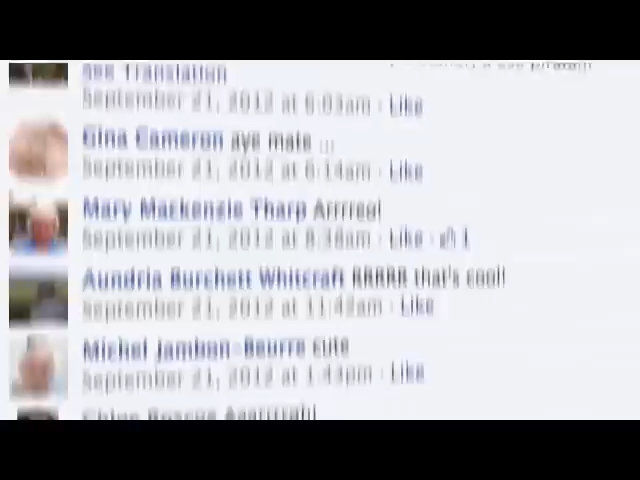 See Translation
September 21, 2012 at 6:03am · Like
Gina Cameron aye mate ...
September 21, 2012 at 6:14am · Like
Mary Mackenzie Tharp
September 21, 2012 at 8:38am · Like · 1
Aundria Burchett Whitcraft RRRRR that's cool!
September 21, 2012 at 11:42am · Like
Michel Jambon-Beurre cute
September 21, 2012 at 1:43pm · Like